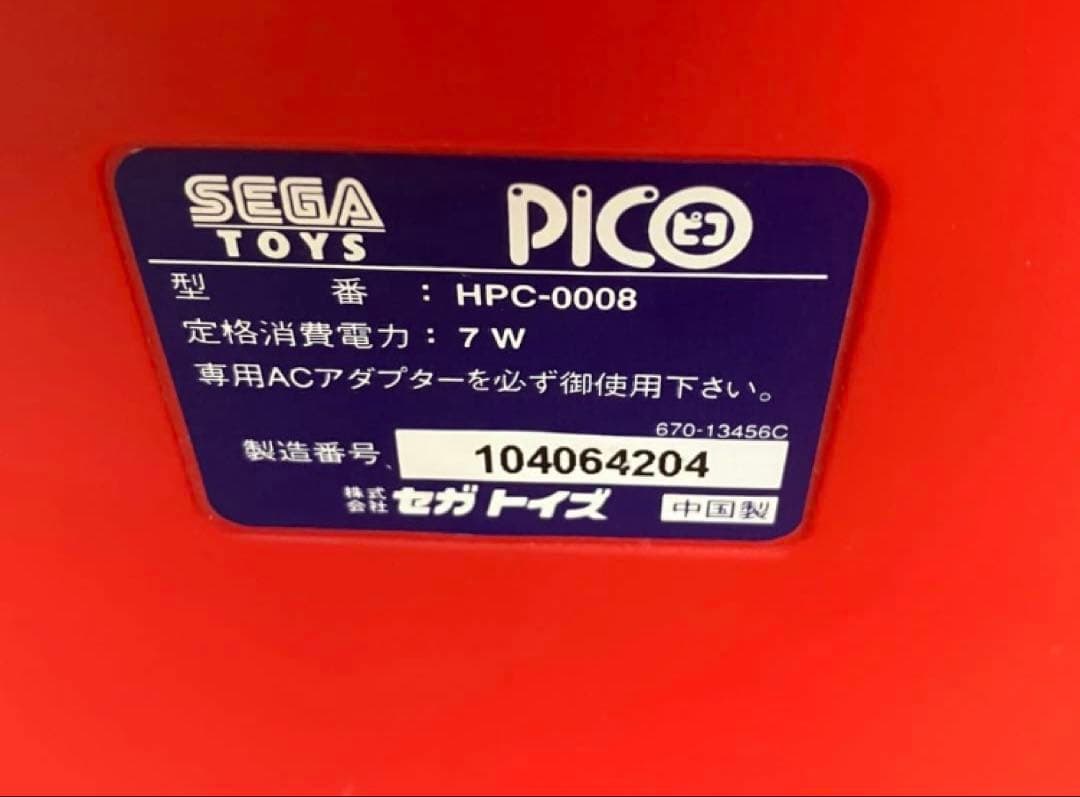 SEGA TOYS PICO ピコ
型番：HPC-0008
定格消費電力：7W
専用ACアダプターを必ず御使用下さい。
670-13456C
製造番号 104064204
株式会社 セガ トイズ 中国製